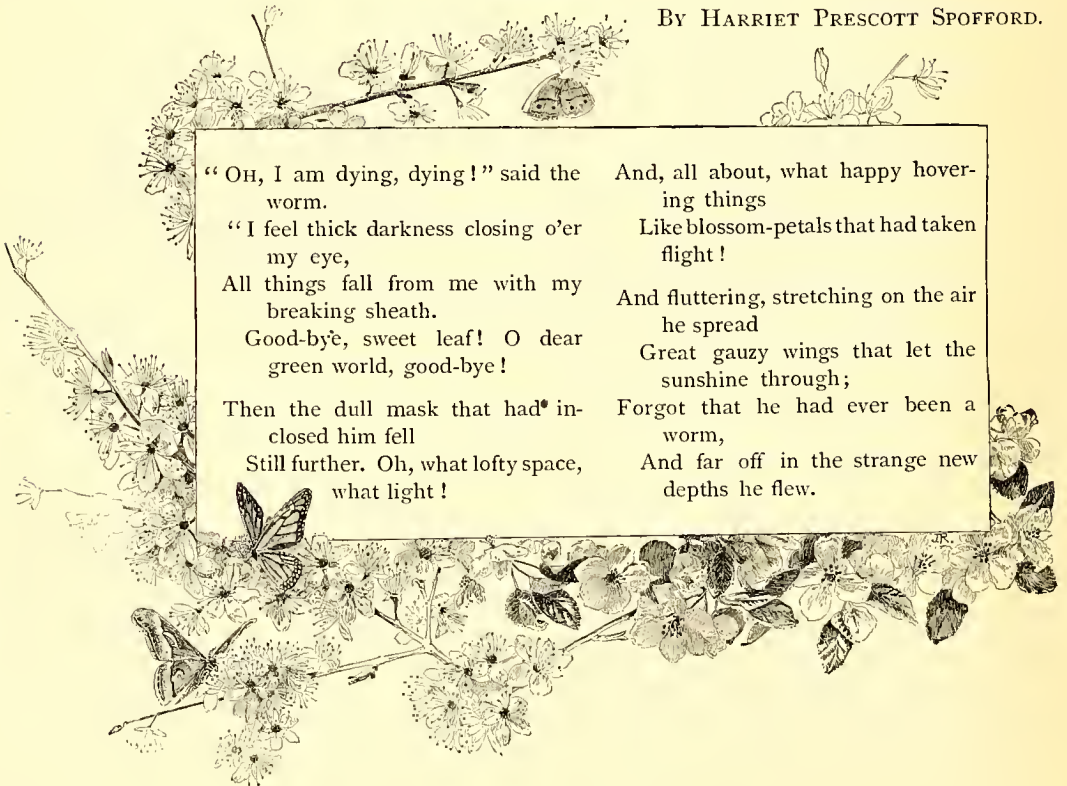 BY HARRIET PRESCOTT SPOFFORD.
“ OH, I am dying, dying ! ” said the
worm.
“ I feel thick darkness closing o’er
my eye,
All things fall from me with my
breaking sheath.
Good-bye, sweet leaf! O dear
green world, good-bye !
Then the dull mask that had in-
closed him fell
Still further. Oh, what lofty space,
what light !
And, all about, what happy hover-
ing things
Like blossom-petals that had taken
flight !
And fluttering, stretching on the air
he spread
Great gauzy wings that let the
sunshine through;
Forgot that he had ever been a
worm,
And far off in the strange new
depths he flew.